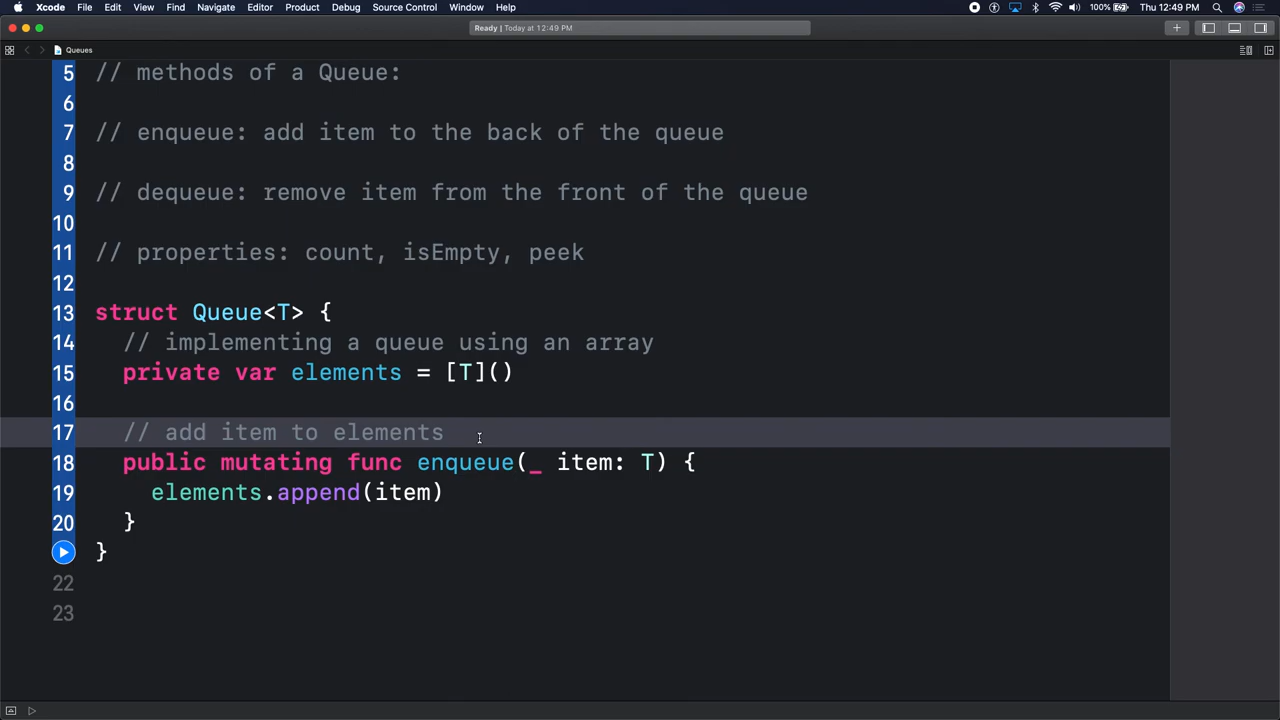 Xcode File Edit View Find Navigate Editor Product Debug Source Control Window Help 100% Thu 12:49 PM
Ready | Today at 12:49 PM
Queues
5 // methods of a Queue:
6
7 // enqueue: add item to the back of the queue
8
9 // dequeue: remove item from the front of the queue
10
11 // properties: count, isEmpty, peek
12
13 struct Queue<T> {
14 // implementing a queue using an array
15 private var elements = [T]()
16
17 // add item to elements
18 public mutating func enqueue(_ item: T) {
19 elements.append(item)
20 }
}
22
23